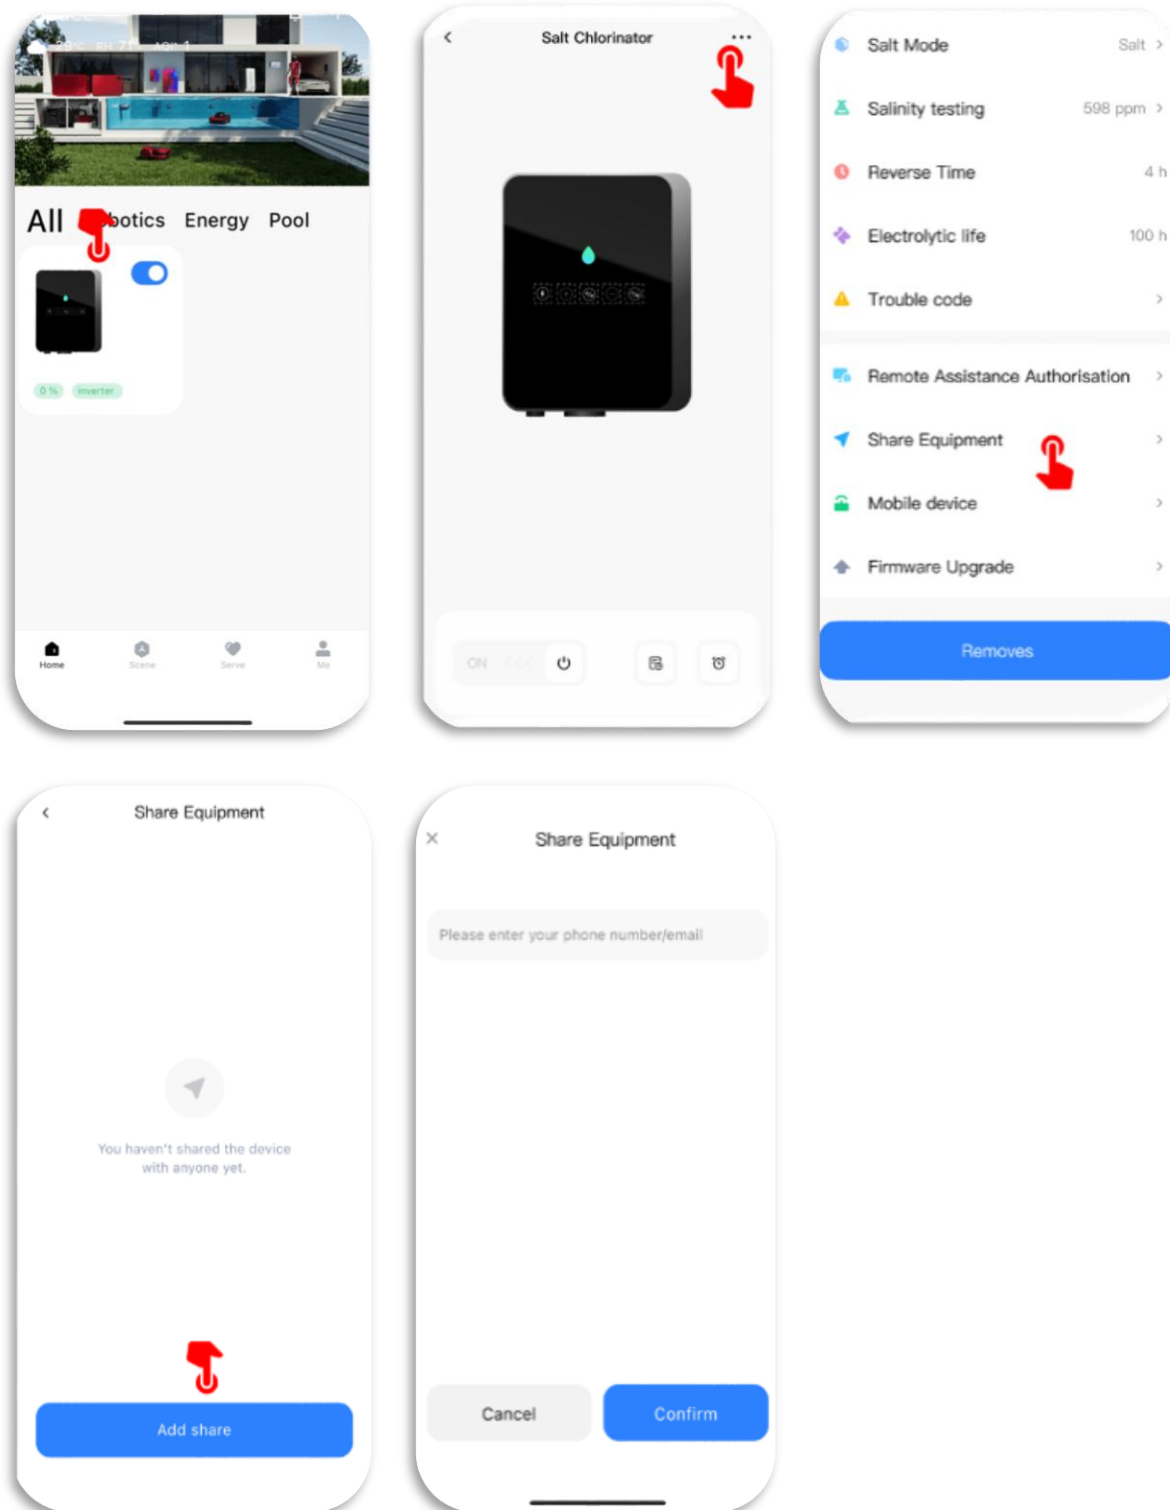 All
botics
Energy
Pool
0 %
inverter
Home
Scene
Serve
Me
Salt Chlorinator
ON
Salt Mode
Salt
Salinity testing
598 ppm
Reverse Time
4 h
Electrolytic life
100 h
Trouble code
Remote Assistance Authorisation
Share Equipment
Mobile device
Firmware Upgrade
Removes
Share Equipment
You haven't shared the device
with anyone yet.
Add share
Share Equipment
Please enter your phone number/email
Cancel
Confirm